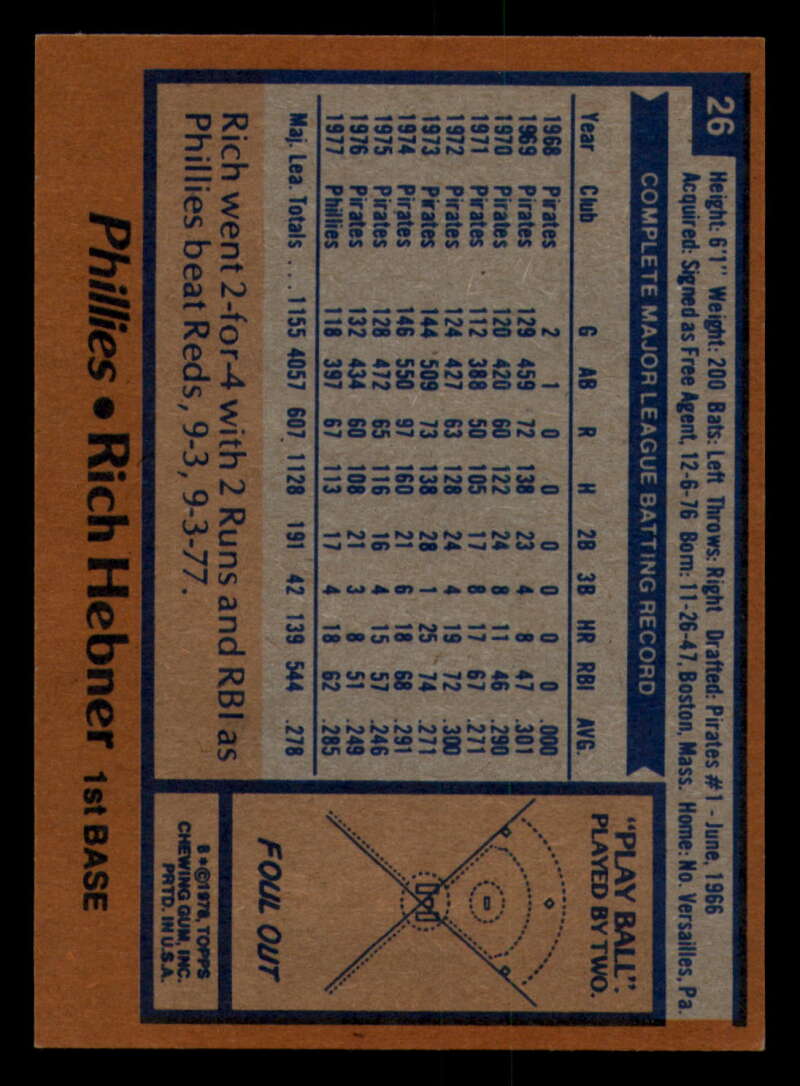 26
Height: 6'1" Weight: 200 Bats: Left Throws: Right Drafted: Pirates #1 - June, 1966
Acquired: Signed as Free Agent, 12-6-76 Born: 11-26-47, Boston, Mass. Home: No. Versailles, Pa.
COMPLETE MAJOR LEAGUE BATTING RECORD
Year Club G AB R H 2B 3B HR RBI AVG.
1968 Pirates 2 1 0 0 0 0 0 0 .000
1969 Pirates 129 459 72 138 23 4 8 47 .301
1970 Pirates 120 420 60 122 24 8 11 46 .290
1971 Pirates 112 388 50 105 17 8 17 67 .271
1972 Pirates 124 427 63 128 24 4 19 72 .300
1973 Pirates 144 509 73 138 28 1 25 74 .271
1974 Pirates 146 550 97 160 21 6 18 68 .291
1975 Pirates 128 472 65 116 16 4 15 57 .246
1976 Pirates 132 434 60 108 21 3 8 51 .249
1977 Phillies 118 397 67 113 17 4 18 62 .285
Maj. Lea. Totals .... 1155 4057 607 1128 191 42 139 544 .278
Rich went 2-for-4 with 2 Runs and RBI as
Phillies beat Reds, 9-3, 9-3-77.
"PLAY BALL".
PLAYED BY TWO.
FOUL OUT
B*©1978, TOPPS
CHEWING GUM, INC.
PRTD. IN U.S.A.
Phillies • Rich Hebner 1st BASE